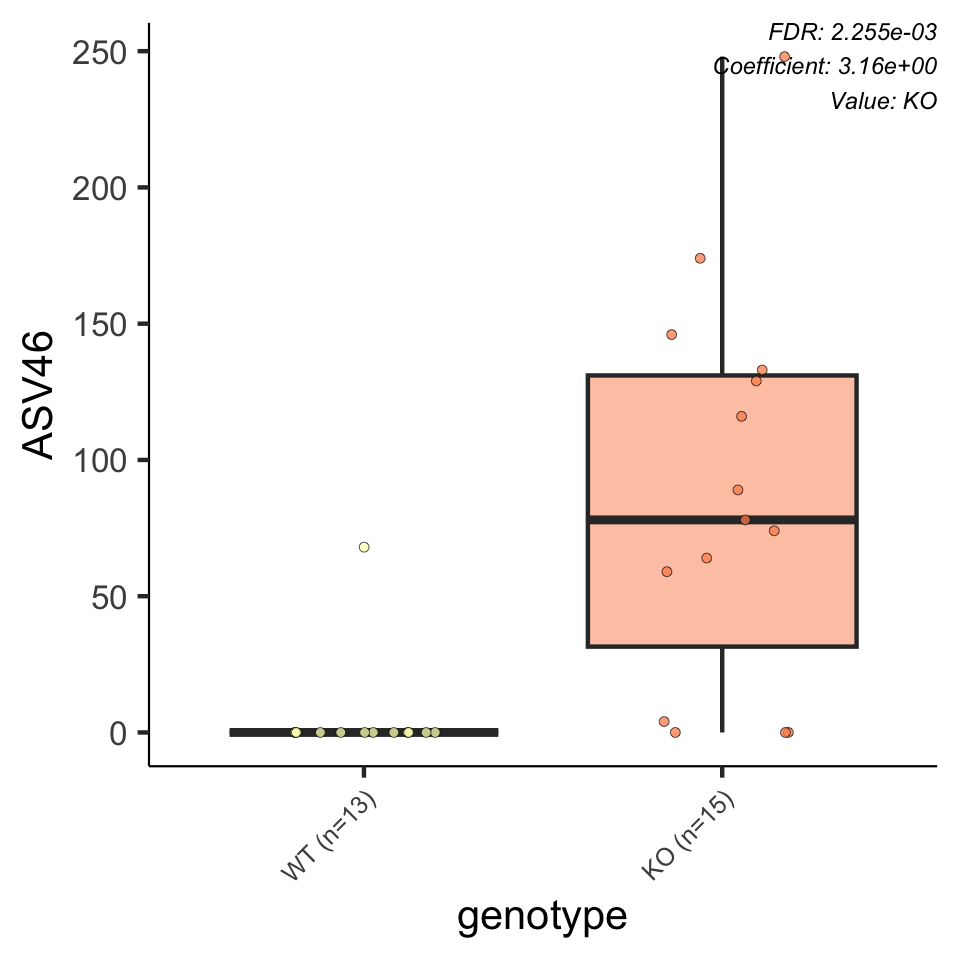 FDR: 2.255e-03
Coefficient: 3.16e+00
Value: KO
250
200
150
100
50
0
ASV46
WT (n=13)
KO (n=15)
genotype